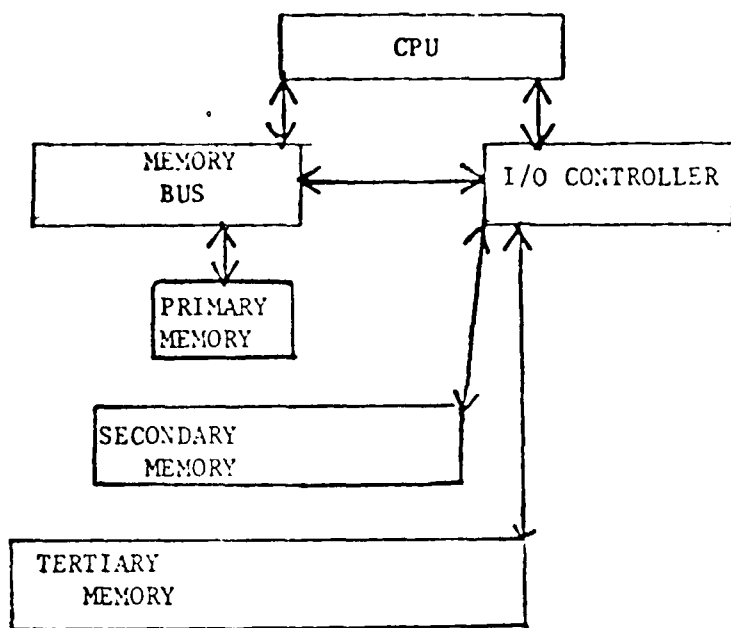 CPU
MEMORY
BUS
I/O CONTROLLER
PRIMARY
MEMORY
SECONDARY
MEMORY
TERTIARY
MEMORY